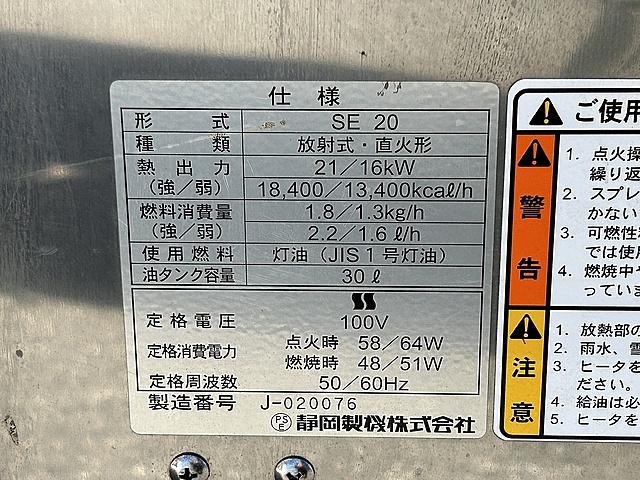 仕様
形式 SE 20
種類 放射式・直火形
熱出力 21／16kW
（強／弱） 18,400／13,400kcaℓ/h
燃料消費量 1.8／1.3kg/h
（強／弱） 2.2／1.6 ℓ/h
使用燃料 灯油（JIS 1 号灯油）
油タンク容量 30 ℓ
定格電圧 100V
定格消費電力 点火時 58／64W
燃焼時 48／51W
定格周波数 50／60Hz
製造番号 J-020076
PSE 静岡製機株式会社
ご使用
警告
1. 点火操
繰り返
2. スプレ
かない
3. 可燃性
では使用
4. 燃焼中
っていま
注意
1. 放熱部の
2. 雨水、雪
3. ヒータを
ださい。
4. 給油は必
5. ヒータを